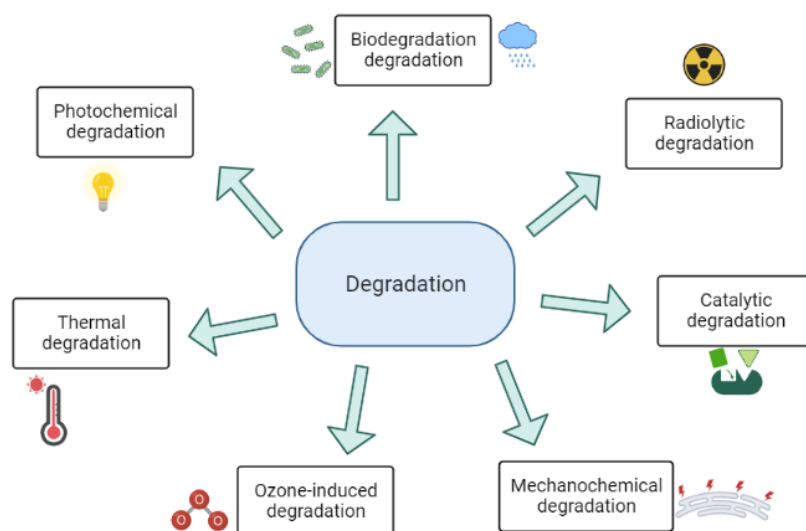 Biodegradation
degradation
Photochemical
degradation
Radiolytic
degradation
Degradation
Thermal
degradation
Catalytic
degradation
Ozone-induced
degradation
Mechanochemical
degradation
O
O
O